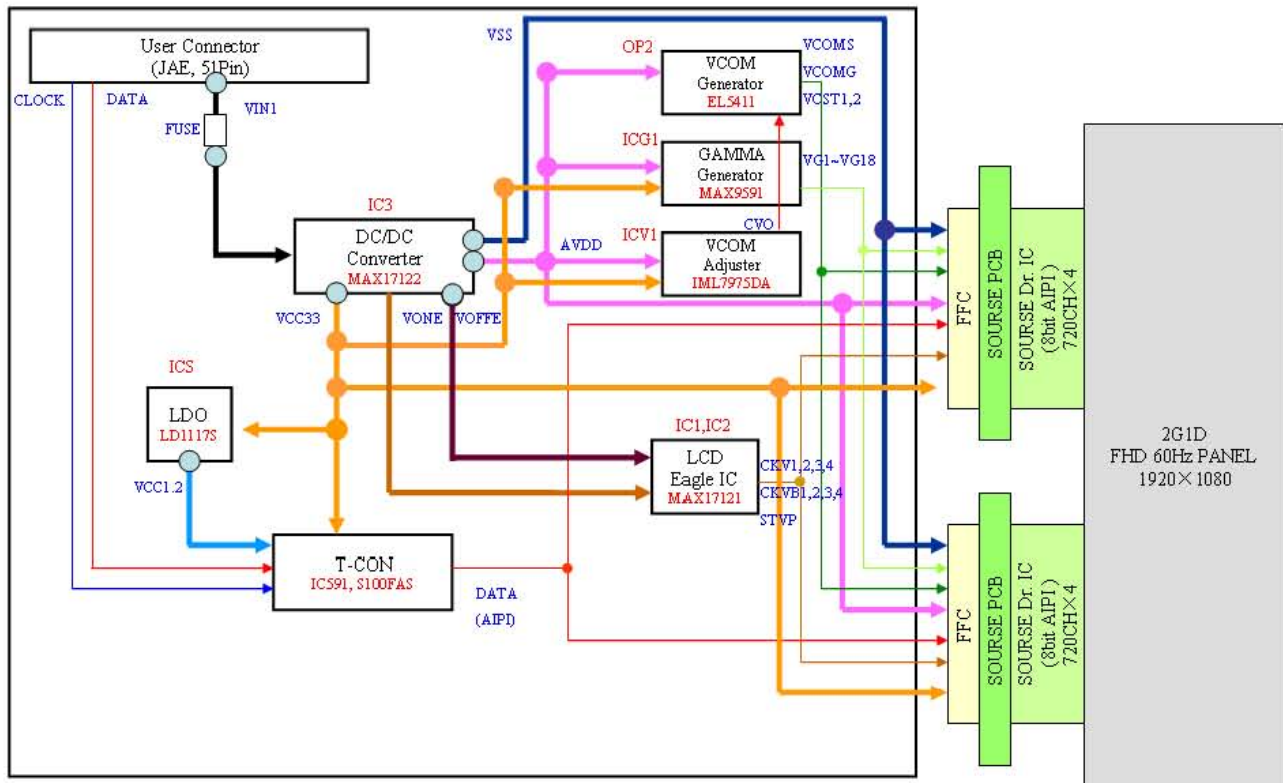 User Connector
(JAE, 51Pin)
CLOCK
DATA
VIN1
FUSE
VSS
OP2
VCOM
Generator
EL5411
VCOMS
VCOMG
VCST1,2
ICG1
GAMMA
Generator
MAX9591
VG1~VG18
IC3
DC/DC
Converter
MAX17122
AVDD
CVO
ICV1
VCOM
Adjuster
IML7975DA
VCC33
VONE
VOFFE
ICS
LDO
LD1117S
VCC1.2
IC1,IC2
LCD
Eagle IC
MAX17121
CKV1,2,3,4
CKVB1,2,3,4
STVP
T-CON
IC591, S100FAS
DATA
(AIPI)
FFC
SOURSE PCB
SOURSE Dr. IC
(8bit AIPI)
720CH×4
FFC
SOURSE PCB
SOURSE Dr. IC
(8bit AIPI)
720CH×4
2G1D
FHD 60Hz PANEL
1920×1080